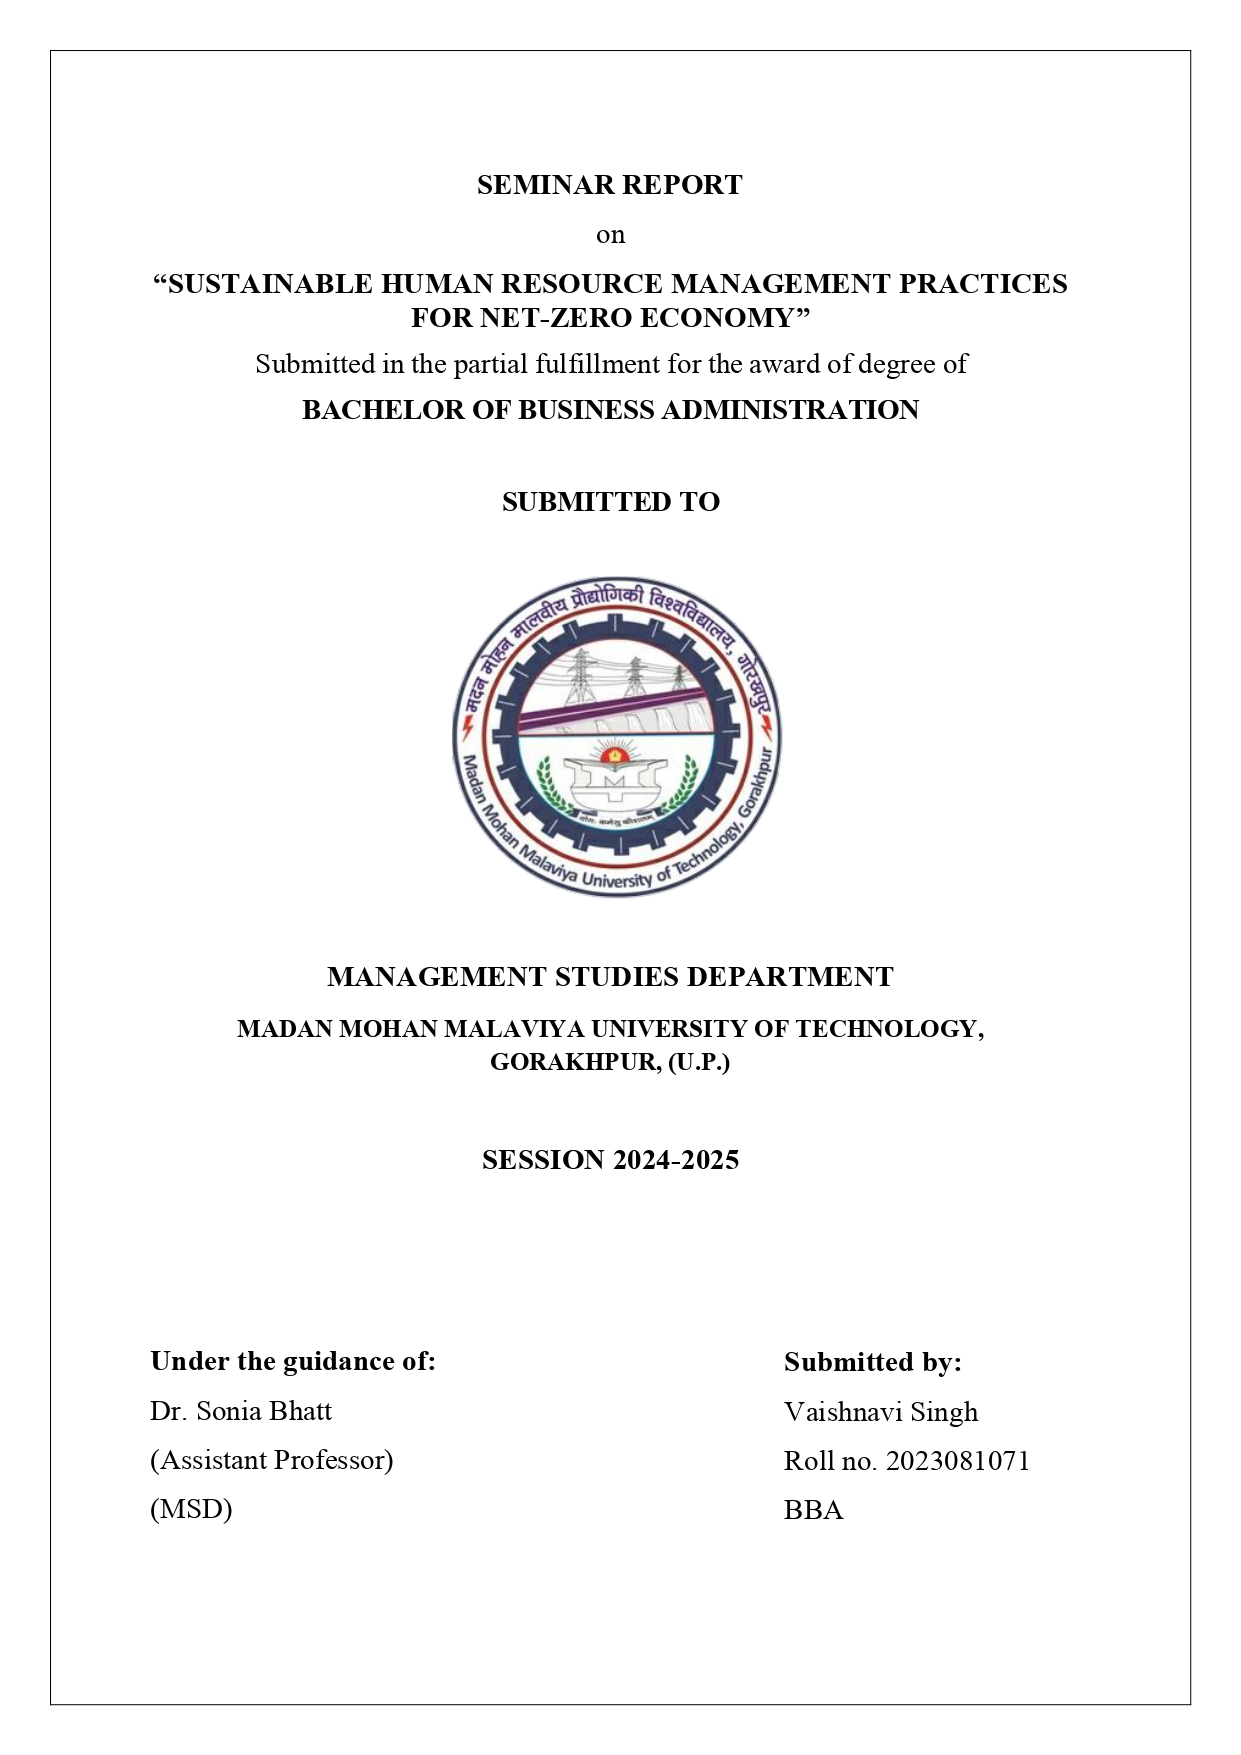 SEMINAR REPORT
on
“SUSTAINABLE HUMAN RESOURCE MANAGEMENT PRACTICES
FOR NET-ZERO ECONOMY”
Submitted in the partial fulfillment for the award of degree of
BACHELOR OF BUSINESS ADMINISTRATION
SUBMITTED TO
मदन मोहन मालवीय प्रौद्योगिकी विश्वविद्यालय, गोरखपुर
योगः कर्मसु कौशलम्
Madan Mohan Malaviya University of Technology, Gorakhpur
MANAGEMENT STUDIES DEPARTMENT
MADAN MOHAN MALAVIYA UNIVERSITY OF TECHNOLOGY,
GORAKHPUR, (U.P.)
SESSION 2024-2025
Under the guidance of:
Dr. Sonia Bhatt
(Assistant Professor)
(MSD)
Submitted by:
Vaishnavi Singh
Roll no. 2023081071
BBA